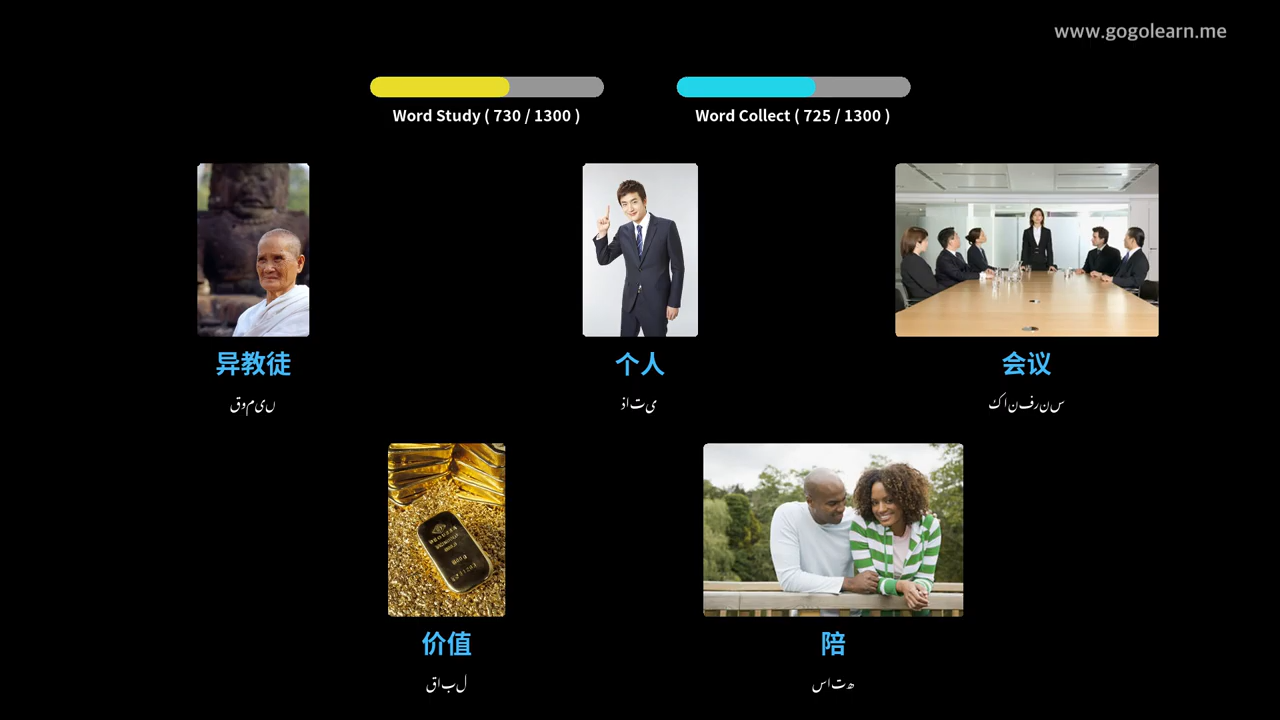 www.gogolearn.me
Word Study ( 730 / 1300 )
Word Collect ( 725 / 1300 )
异教徒
个人
会议
قومیں
ذاتی
کانفرنس
价值
陪
قابل
ساتھ